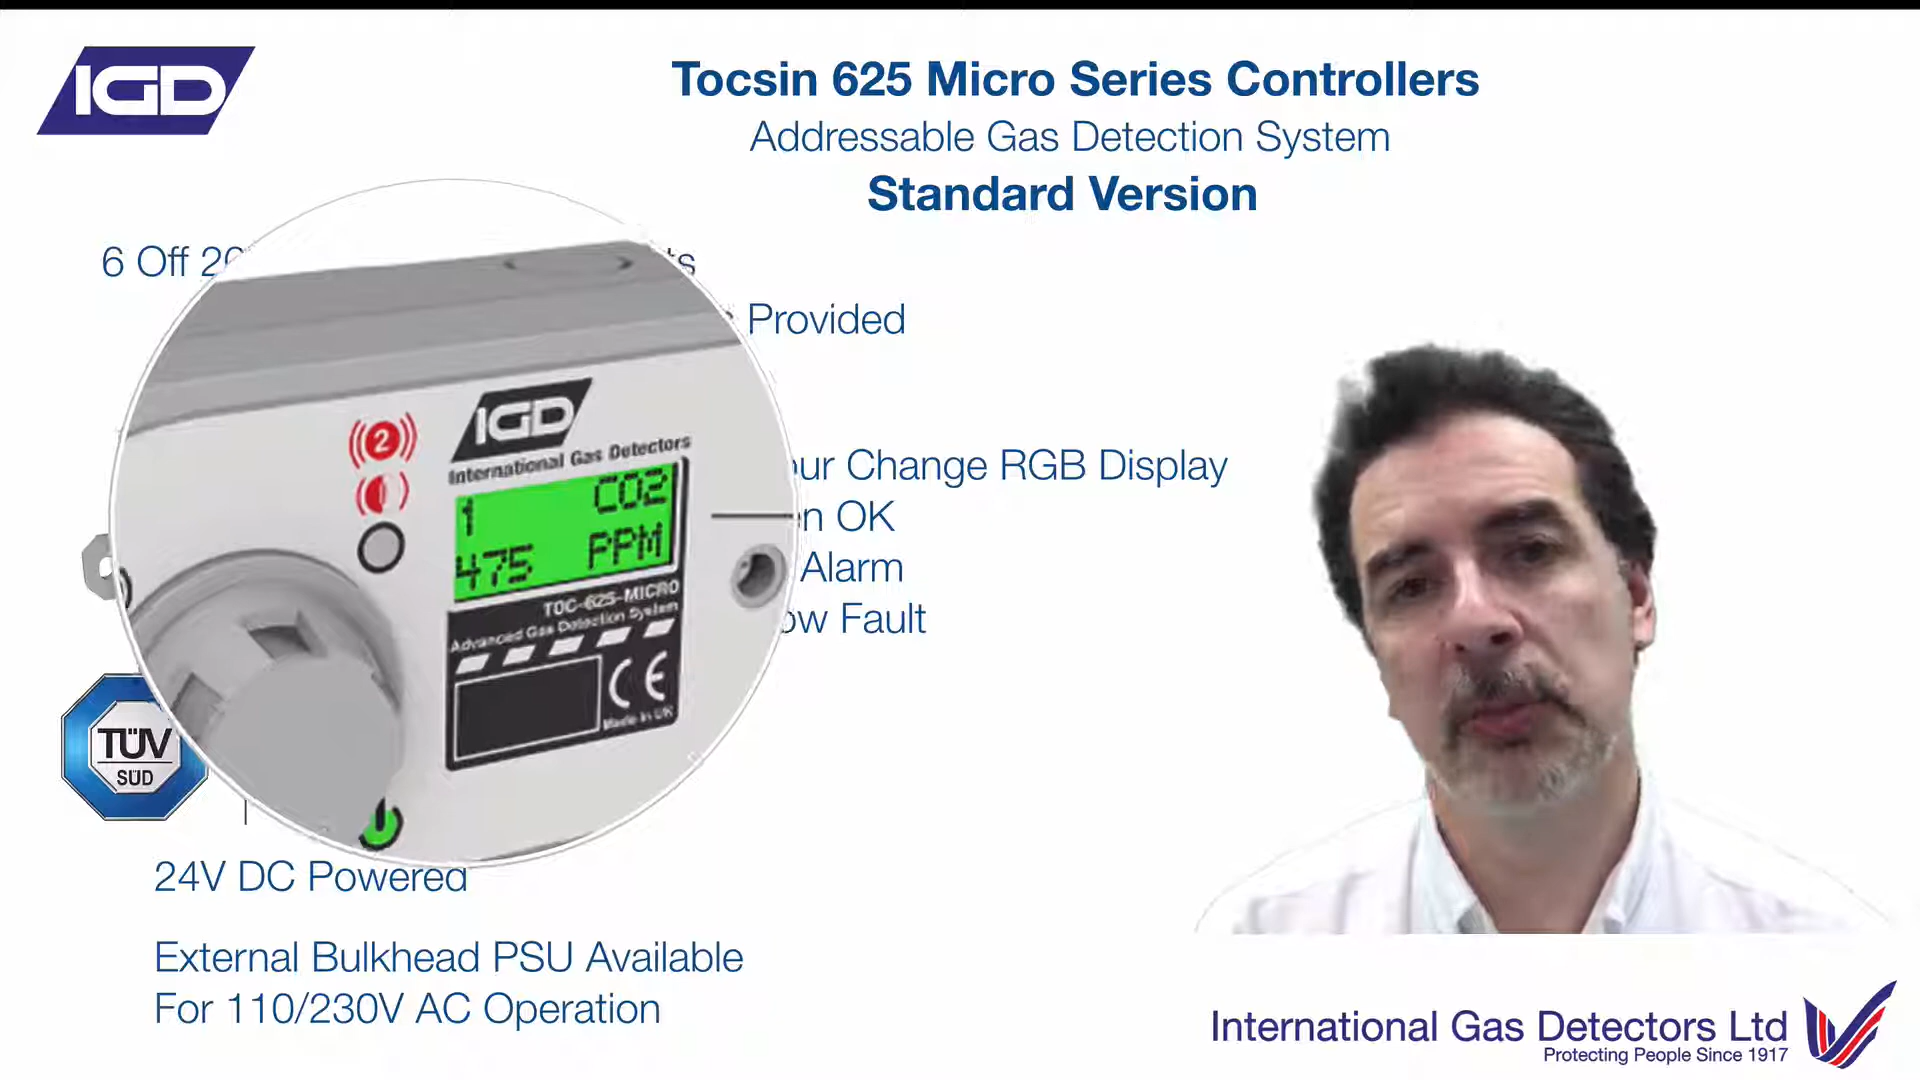 IGD
Tocsin 625 Micro Series Controllers
Addressable Gas Detection System
Standard Version
6 Off
Provided
Change RGB Display
OK
Alarm
Fault
2
IGD
International Gas Detectors
1 CO2
475 PPM
TOC-625-MICRO
Advanced Gas Detection System
CE
Made in UK
TÜV
SÜD
24V DC Powered
External Bulkhead PSU Available
For 110/230V AC Operation
International Gas Detectors Ltd
Protecting People Since 1917